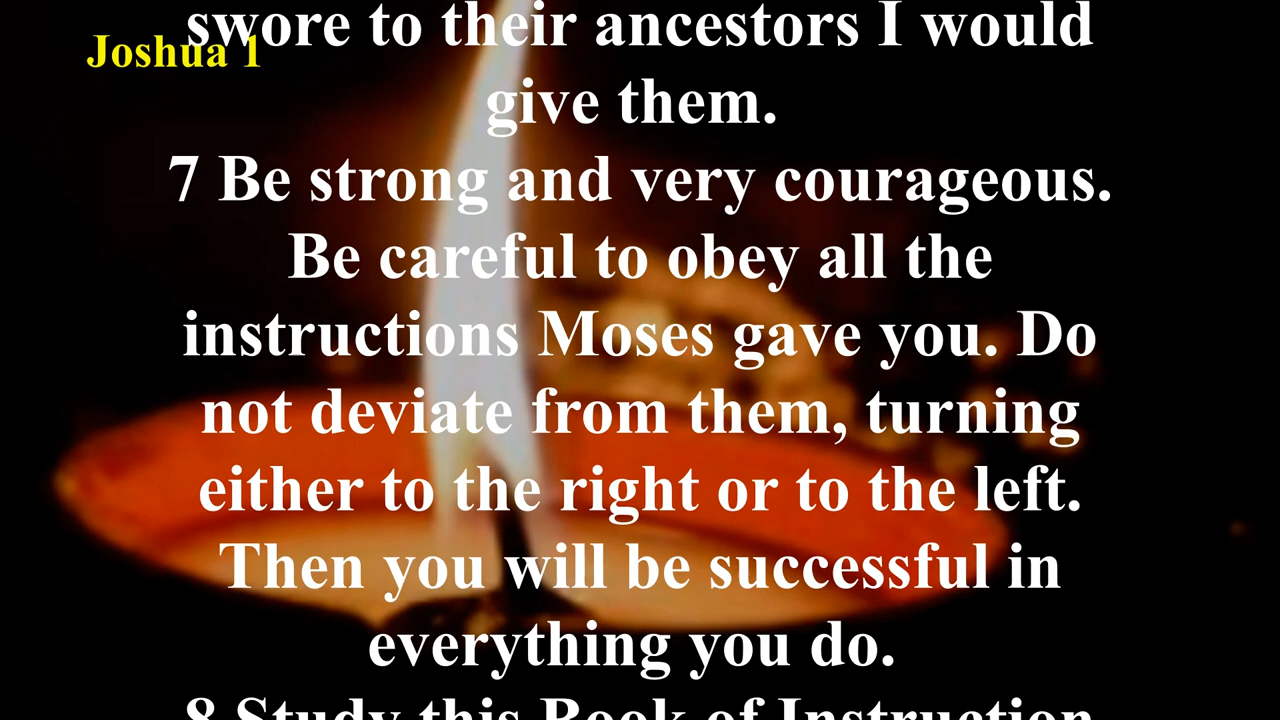 swore to their ancestors I would
Joshua 1
give them.
7 Be strong and very courageous.
Be careful to obey all the
instructions Moses gave you. Do
not deviate from them, turning
either to the right or to the left.
Then you will be successful in
everything you do.
8 Study this Book of Instruction